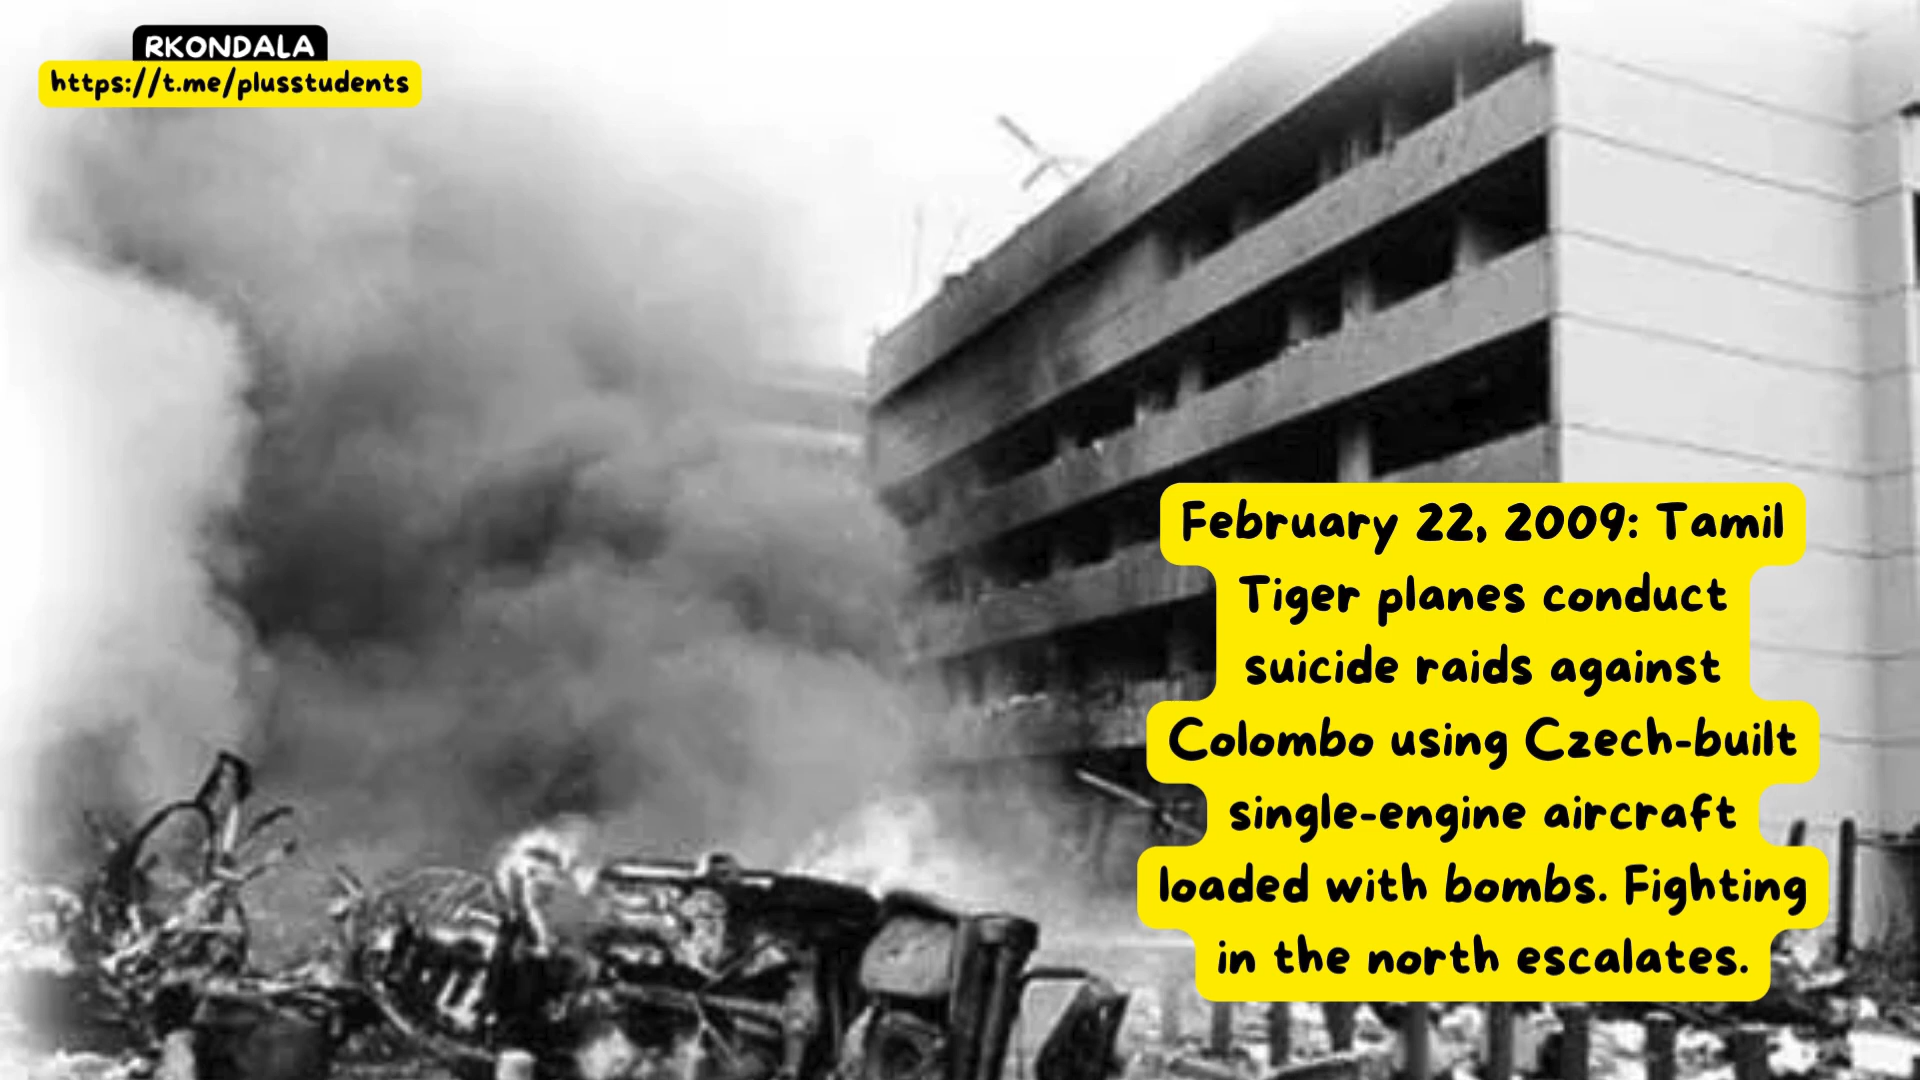 RKONDALA
https://t.me/plusstudents
February 22, 2009: Tamil
Tiger planes conduct
suicide raids against
Colombo using Czech-built
single-engine aircraft
loaded with bombs. Fighting
in the north escalates.